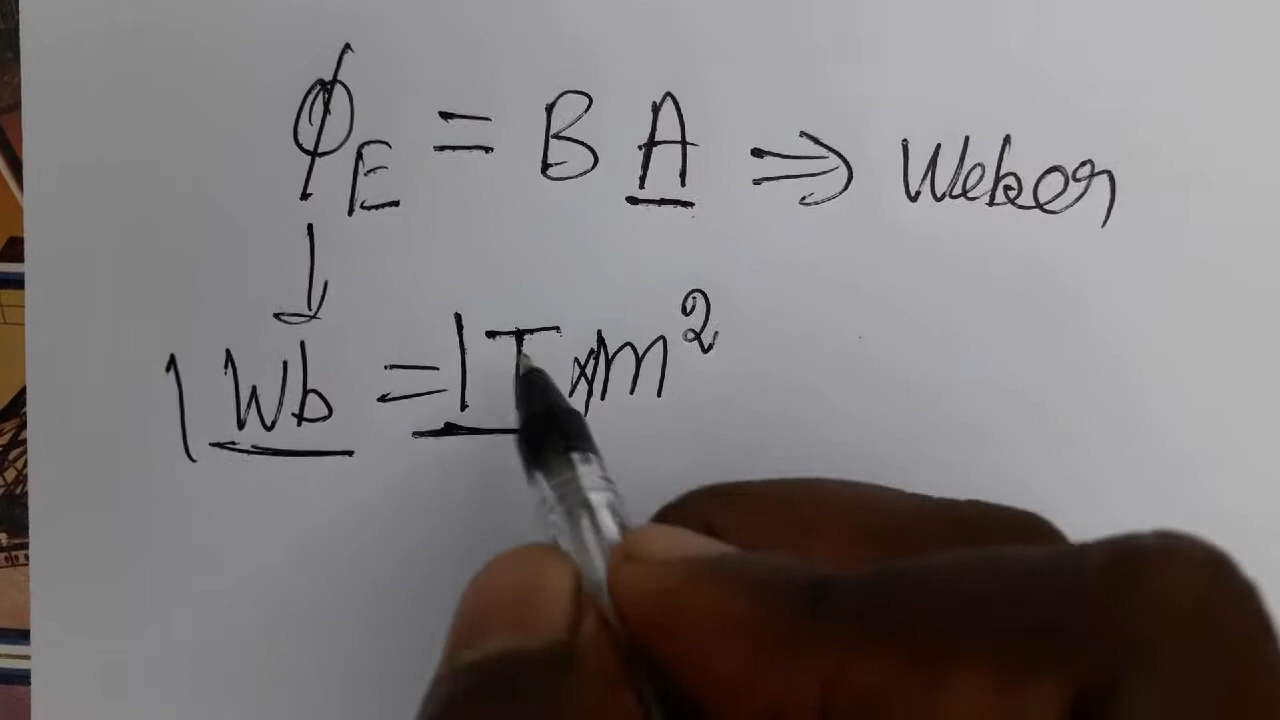 ϕE = BA ⇒ Weber
↓
1 Wb = 1 T × m²